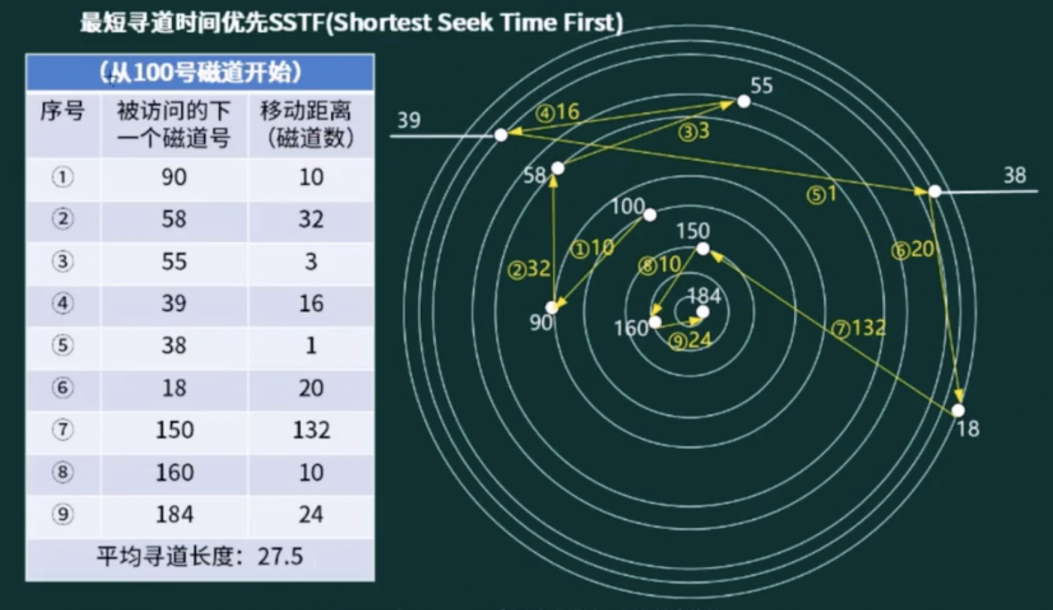 最短寻道时间优先SSTF(Shortest Seek Time First)
（从100号磁道开始）
序号 被访问的下一个磁道号 移动距离（磁道数）
① 90 10
② 58 32
③ 55 3
④ 39 16
⑤ 38 1
⑥ 18 20
⑦ 150 132
⑧ 160 10
⑨ 184 24
平均寻道长度：27.5
55
④16
39
③3
58
38
⑤1
100
150
①10
⑥20
②32
⑧10
184
90
160
⑨24
⑦132
18